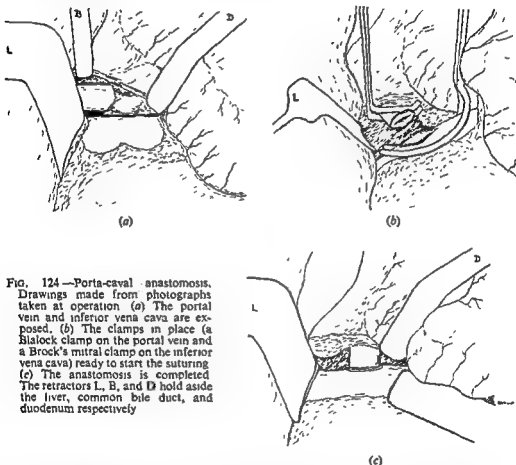 B
D
L
L
(a)
(b)
FIG. 124—Porta-caval anastomosis.
Drawings made from photographs
taken at operation (a) The portal
vein and inferior vena cava are ex-
posed. (b) The clamps in place (a
Blalock clamp on the portal vein and
a Brock's mitral clamp on the inferior
vena cava) ready to start the suturing
(c) The anastomosis is completed
The retractors L, B, and D hold aside
the liver, common bile duct, and
duodenum respectively
L
D
(c)